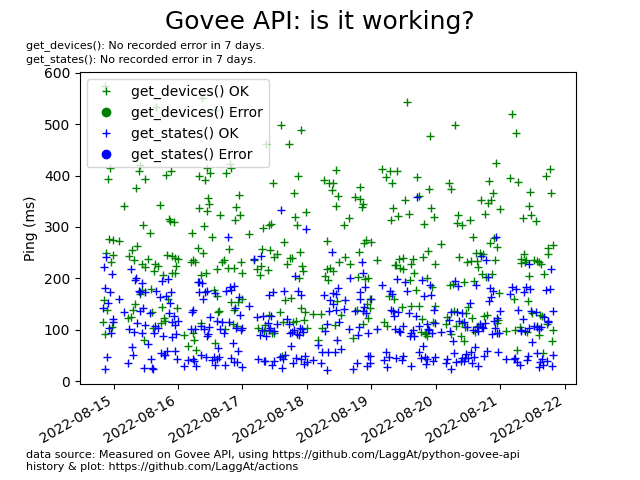 Govee API: is it working?
get_devices(): No recorded error in 7 days.
get_states(): No recorded error in 7 days.
get_devices() OK
get_devices() Error
get_states() OK
get_states() Error
Ping (ms)
600
500
400
300
200
100
0
2022-08-15
2022-08-16
2022-08-17
2022-08-18
2022-08-19
2022-08-20
2022-08-21
2022-08-22
data source: Measured on Govee API, using https://github.com/LaggAt/python-govee-api
history & plot: https://github.com/LaggAt/actions